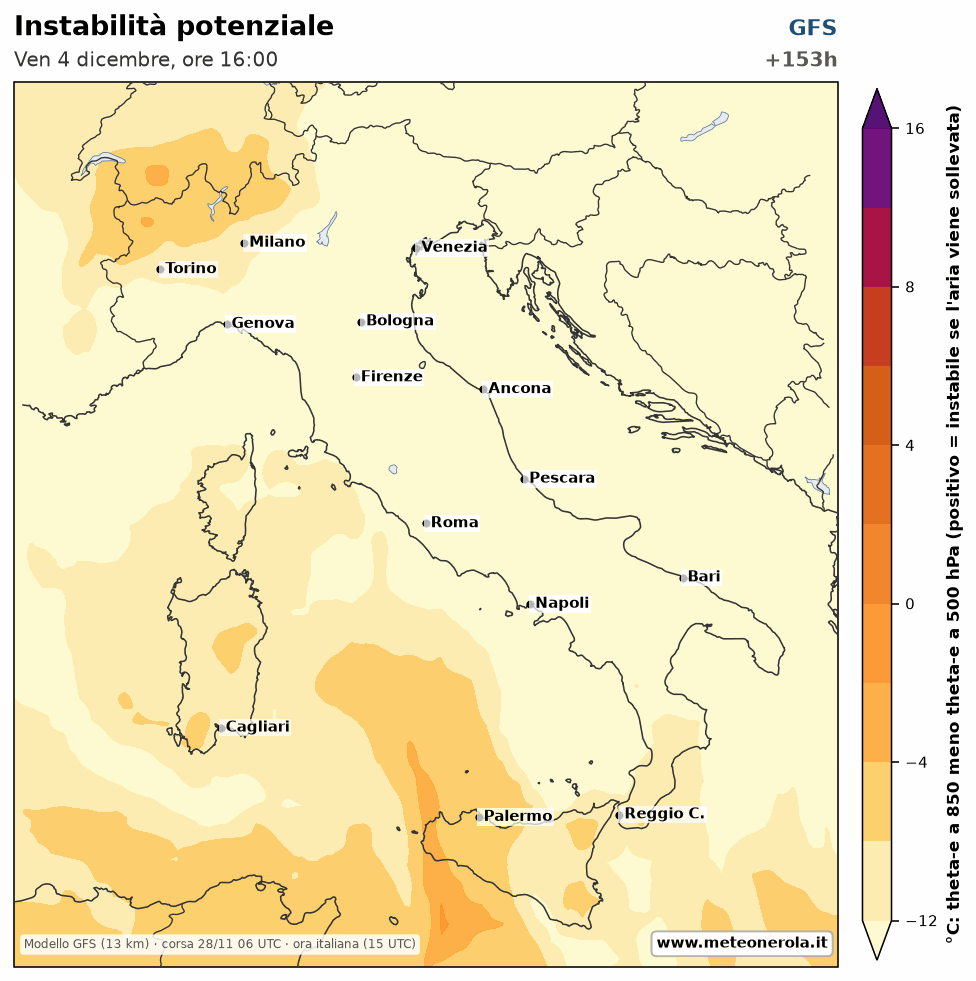 Instabilità potenziale
GFS
Ven 4 dicembre, ore 16:00
+153h
Milano
Venezia
Torino
Genova
Bologna
Firenze
Ancona
Pescara
Roma
Bari
Napoli
Cagliari
Palermo
Reggio C.
16
8
4
0
−4
−12
°C: theta-e a 850 meno theta-e a 500 hPa (positivo = instabile se l'aria viene sollevata)
Modello GFS (13 km) · corsa 28/11 06 UTC · ora italiana (15 UTC)
www.meteonerola.it